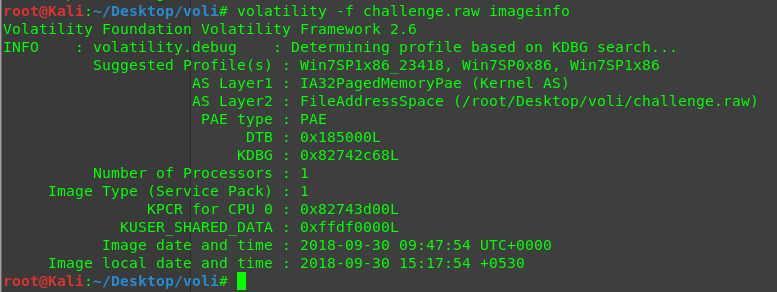 root@Kali:~/Desktop/voli# volatility -f challenge.raw imageinfo
Volatility Foundation Volatility Framework 2.6
INFO    : volatility.debug    : Determining profile based on KDBG search...
          Suggested Profile(s) : Win7SP1x86_23418, Win7SP0x86, Win7SP1x86
                     AS Layer1 : IA32PagedMemoryPae (Kernel AS)
                     AS Layer2 : FileAddressSpace (/root/Desktop/voli/challenge.raw)
                      PAE type : PAE
                           DTB : 0x185000L
                          KDBG : 0x82742c68L
          Number of Processors : 1
     Image Type (Service Pack) : 1
                KPCR for CPU 0 : 0x82743d00L
             KUSER_SHARED_DATA : 0xffdf0000L
           Image date and time : 2018-09-30 09:47:54 UTC+0000
     Image local date and time : 2018-09-30 15:17:54 +0530
root@Kali:~/Desktop/voli#